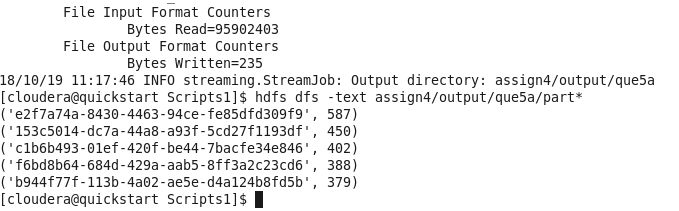 File Input Format Counters
Bytes Read=95902403
File Output Format Counters
Bytes Written=235
18/10/19 11:17:46 INFO streaming.StreamJob: Output directory: assign4/output/que5a
[cloudera@quickstart Scripts1]$ hdfs dfs -text assign4/output/que5a/part*
('e2f7a74a-8430-4463-94ce-fe85dfd309f9', 587)
('153c5014-dc7a-44a8-a93f-5cd27f1193df', 450)
('c1b6b493-01ef-420f-be44-7bacfe34e846', 402)
('f6bd8b64-684d-429a-aab5-8ff3a2c23cd6', 388)
('b944f77f-113b-4a02-ae5e-d4a124b8fd5b', 379)
[cloudera@quickstart Scripts1]$